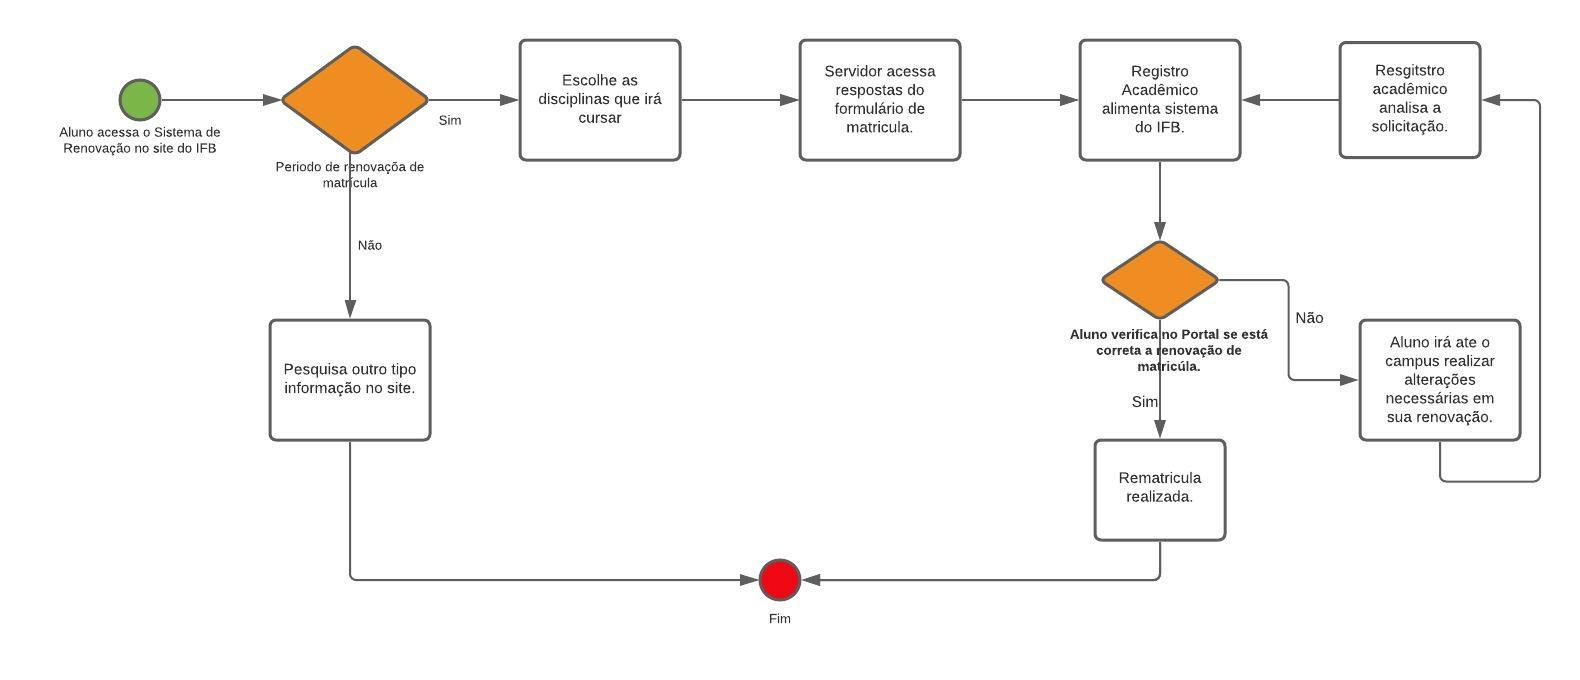 Aluno acessa o Sistema de
Renovação no site do IFB
Periodo de renovaçõa de
matrícula
Sim
Não
Escolhe as
disciplinas que irá
cursar
Servidor acessa
respostas do
formulário de
matricula.
Registro
Acadêmico
alimenta sistema
do IFB.
Resgitstro
acadêmico
analisa a
solicitação.
Aluno verifica no Portal se está
correta a renovação de
matricúla.
Não
Sim
Aluno irá ate o
campus realizar
alterações
necessárias em
sua renovação.
Pesquisa outro tipo
informação no site.
Rematricula
realizada.
Fim